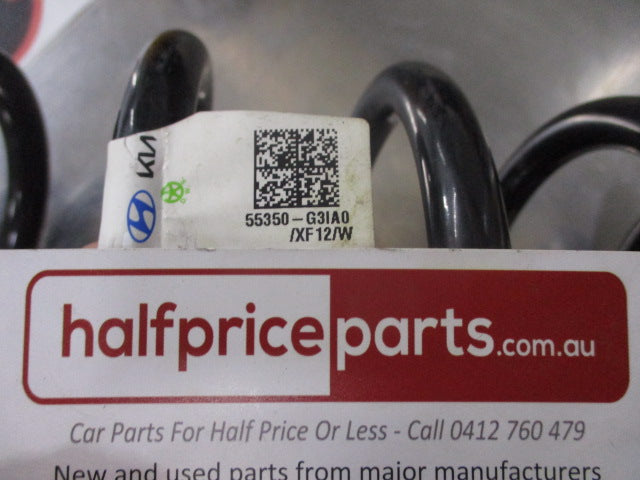 KIA
55350-G3IA0
/XF12/W
halfpriceparts.com.au
Car Parts For Half Price Or Less - Call 0412 760 479
New and used parts from major manufacturers